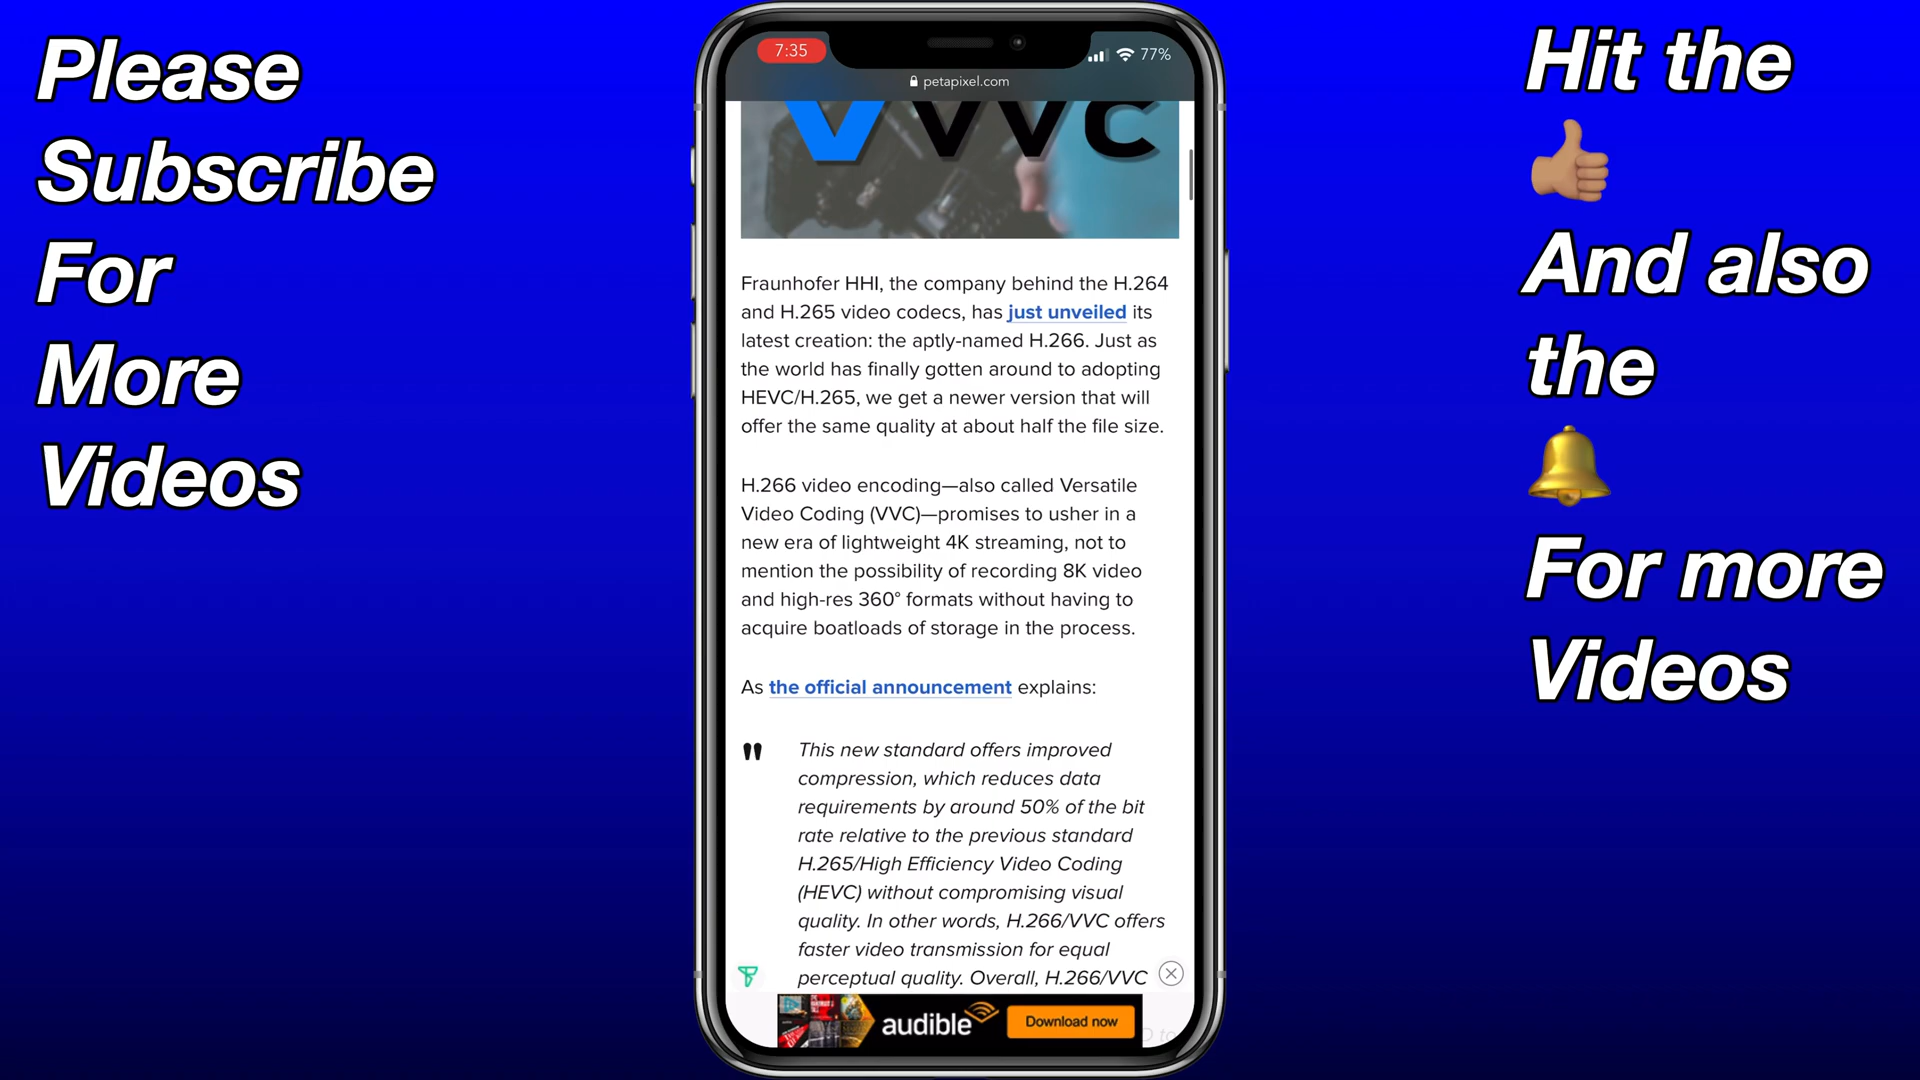 Please
Subscribe
For
More
Videos
7:35
77%
petapixel.com
V VVC
Fraunhofer HHI, the company behind the H.264
and H.265 video codecs, has just unveiled its
latest creation: the aptly-named H.266. Just as
the world has finally gotten around to adopting
HEVC/H.265, we get a newer version that will
offer the same quality at about half the file size.
H.266 video encoding—also called Versatile
Video Coding (VVC)—promises to usher in a
new era of lightweight 4K streaming, not to
mention the possibility of recording 8K video
and high-res 360° formats without having to
acquire boatloads of storage in the process.
As the official announcement explains:
" This new standard offers improved
compression, which reduces data
requirements by around 50% of the bit
rate relative to the previous standard
H.265/High Efficiency Video Coding
(HEVC) without compromising visual
quality. In other words, H.266/VVC offers
faster video transmission for equal
perceptual quality. Overall, H.266/VVC
audible Download now
Hit the
👍🏽
And also
the
🔔
For more
Videos